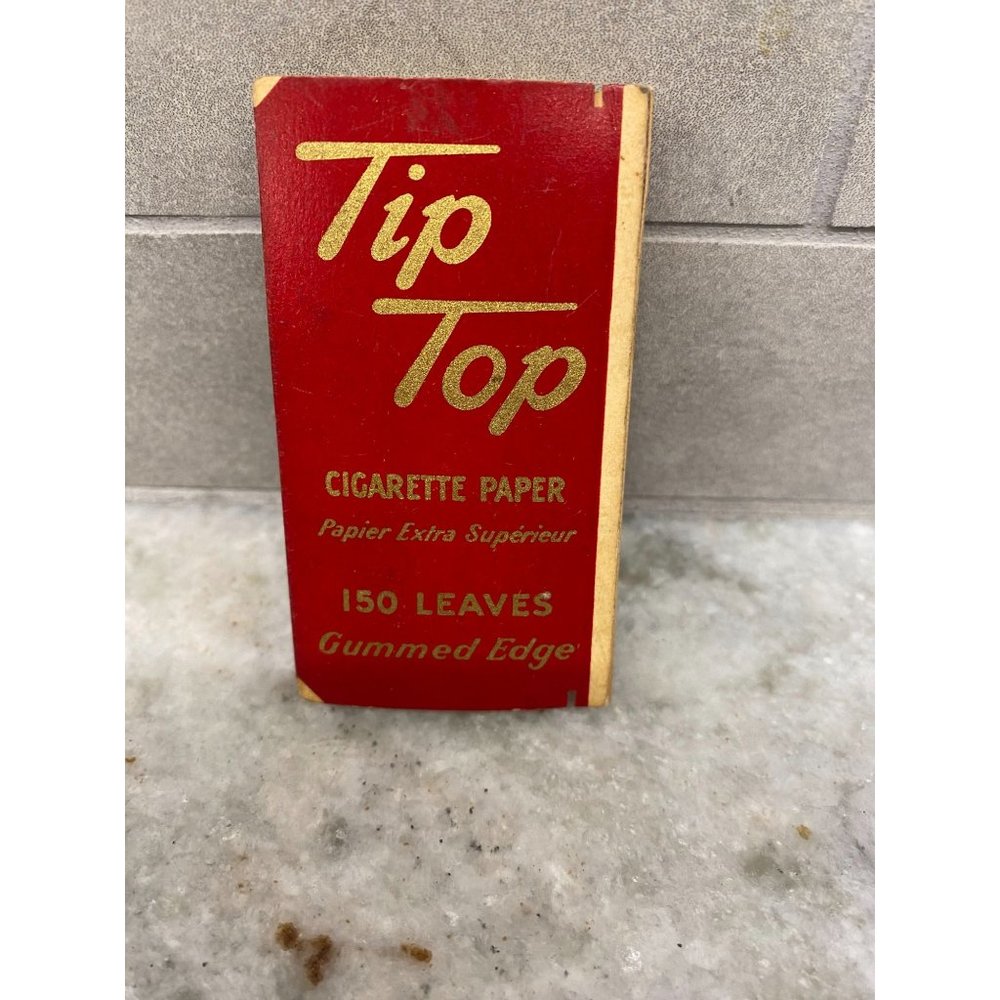 Tip
Top
CIGARETTE PAPER
Papier Extra Supérieur
150 LEAVES
Gummed Edge